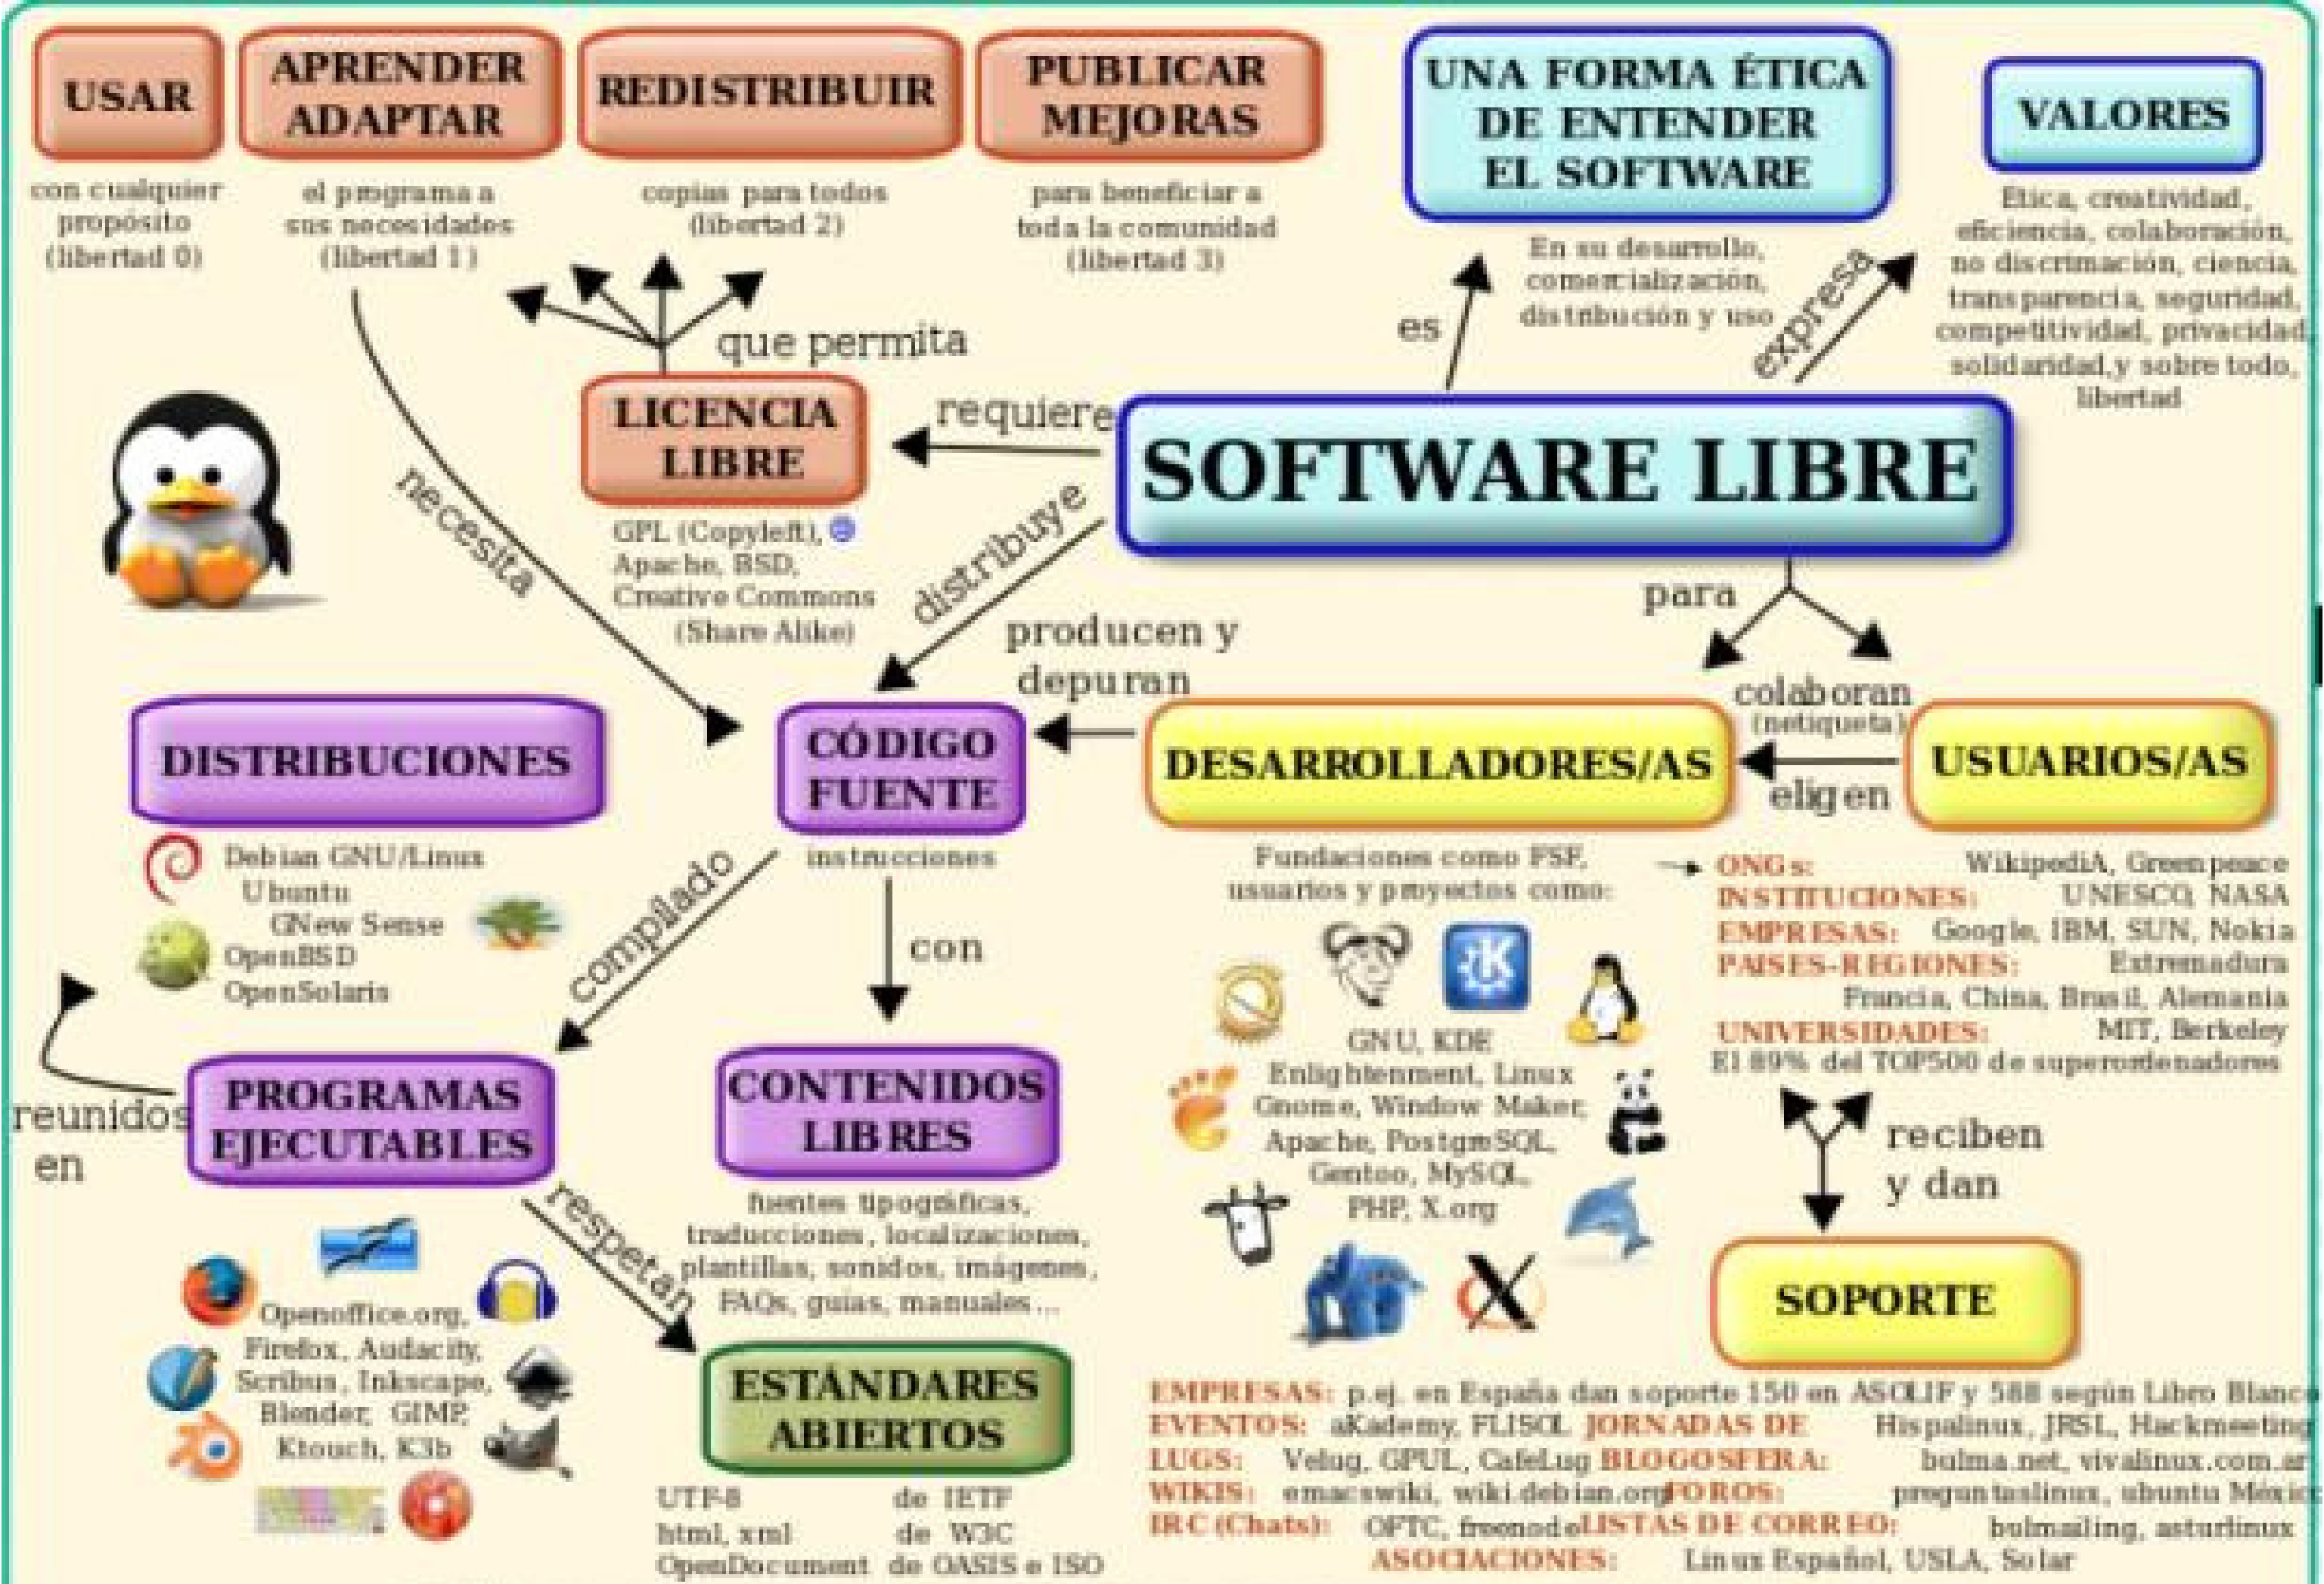 USAR
con cualquier
propósito
(libertad 0)
APRENDER
ADAPTAR
el programa a
sus necesidades
(libertad 1)
REDISTRIBUIR
copias para todos
(libertad 2)
PUBLICAR
MEJORAS
para beneficiar a
toda la comunidad
(libertad 3)
UNA FORMA ÉTICA
DE ENTENDER
EL SOFTWARE
En su desarrollo,
comercialización,
distribución y uso
VALORES
Etica, creatividad,
eficiencia, colaboración,
no discrimación, ciencia,
transparencia, seguridad,
competitividad, privacidad,
solidaridad,y sobre todo,
libertad
es
expresa
que permita
LICENCIA
LIBRE
requiere
SOFTWARE LIBRE
GPL (Copyleft),
Apache, BSD,
Creative Commons
(Share Alike)
necesita
distribuye
para
producen y
depuran
colaboran
(netiqueta)
eligen
DISTRIBUCIONES
Debian GNU/Linux
Ubuntu
GNew Sense
OpenBSD
OpenSolaris
CÓDIGO
FUENTE
instrucciones
compilado
con
DESARROLLADORES/AS
Fundaciones como FSF,
usuarios y proyectos como:
GNU, KDE
Enlightenment, Linux
Gnome, Window Maker,
Apache, PostgreSQL,
Gentoo, MySQL,
PHP, X.org
USUARIOS/AS
ONGs: WikipediA, Greenpeace
INSTITUCIONES: UNESCO, NASA
EMPRESAS: Google, IBM, SUN, Nokia
PAISES-REGIONES: Extremadura
Francia, China, Brasil, Alemania
UNIVERSIDADES: MIT, Berkeley
El 89% del TOP500 de superordenadores
reciben
y dan
reunidos
en
PROGRAMAS
EJECUTABLES
Openoffice.org,
Firefox, Audacity,
Scribus, Inkscape,
Blender, GIMP,
Ktouch, K3b
respetan
CONTENIDOS
LIBRES
fuentes tipográficas,
traducciones, localizaciones,
plantillas, sonidos, imágenes,
FAQs, guias, manuales...
ESTÁNDARES
ABIERTOS
UTF-8 de IETF
html, xml de W3C
OpenDocument de OASIS e ISO
SOPORTE
EMPRESAS: p.ej. en España dan soporte 150 en ASOLIF y 588 según Libro Blanco
EVENTOS: aKademy, FLISOL JORNADAS DE Hispalinux, JRSL, Hackmeeting
LUGS: Velug, GPUL, CafeLug BLOGOSFERA: bulma.net, vivalinux.com.ar
WIKIS: emacswiki, wiki.debian.org FOROS: preguntaslinux, ubuntu Méxic
IRC (Chats): OFTC, freenode LISTAS DE CORREO: bulmailing, asturlinux
ASOCIACIONES: Linux Español, USLA, Solar